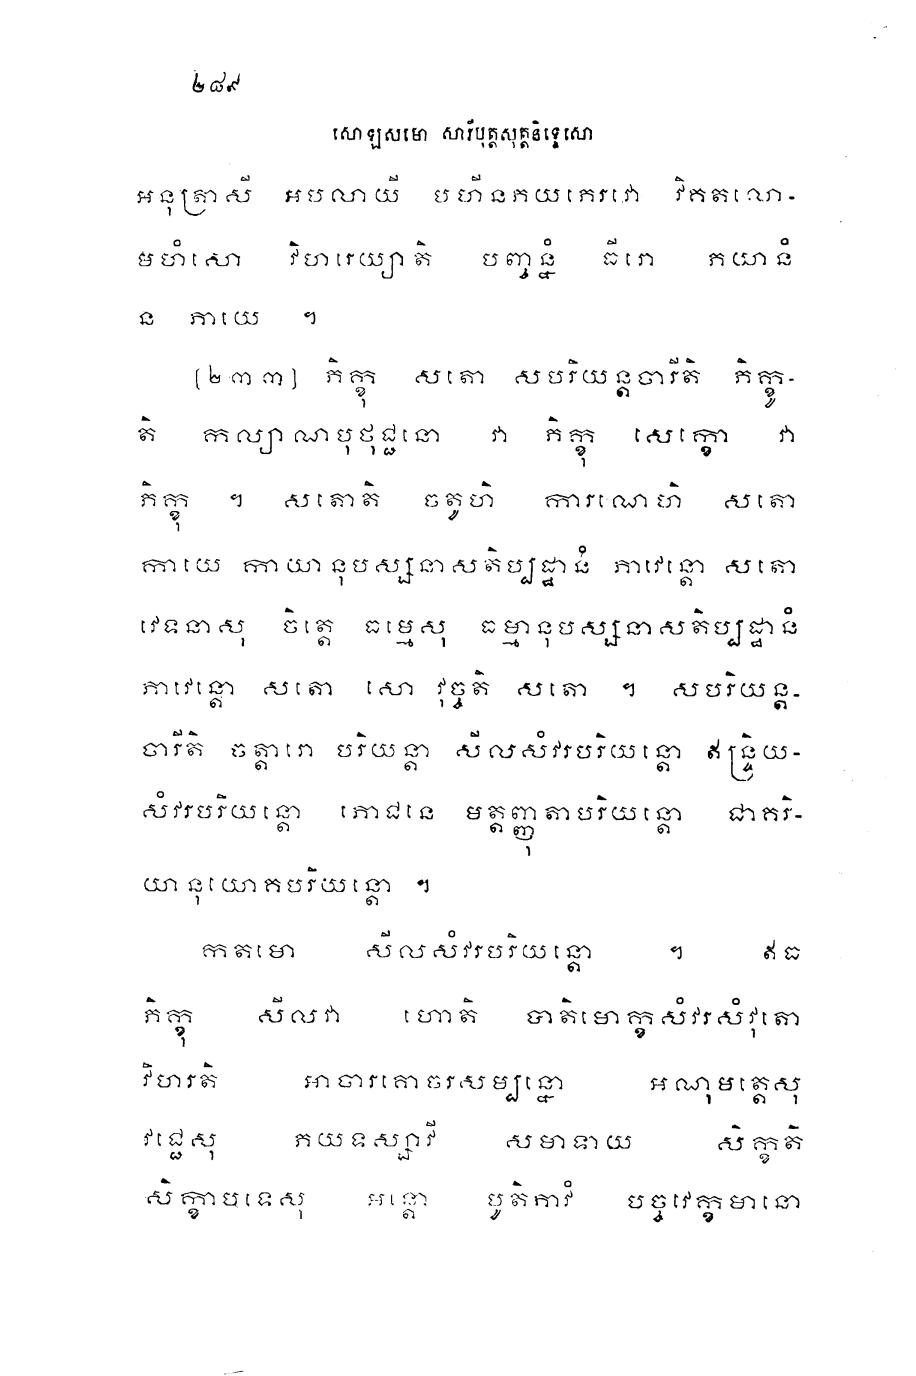 ២៨៩
សោឡសមោ សារីបុត្តសុត្តនិទ្ទេសោ
អនុត្រាសី អបលាយី បហីនភយភេរវោ វិគតលោ-
មហំសោ វិហរេយ្យាតិ បញ្ចន្នំ ធីរោ ភយានំ
ន ភាយេ ។
(២៣៣) ភិក្ខុ សតោ សបរិយន្តចារីតិ ភិក្ខូ-
តិ កល្យាណបុថុជ្ជនោ វា ភិក្ខុ សេក្ខោ វា
ភិក្ខុ ។ សតោតិ ចតូហិ ការណេហិ សតោ
កាយេ កាយានុបស្សនាសតិប្បដ្ឋានំ ភាវេន្តោ សតោ
វេទនាសុ ចិត្តេ ធម្មេសុ ធម្មានុបស្សនាសតិប្បដ្ឋានំ
ភាវេន្តោ សតោ សោ វុច្ចតិ សតោ ។ សបរិយន្ត-
ចារីតិ ចត្តារោ បរិយន្តា សីលសំវរបរិយន្តោ ឥន្ទ្រិយ-
សំវរបរិយន្តោ ភោជនេ មត្តញ្ញុតាបរិយន្តោ ជាគរិ-
យានុយោគបរិយន្តោ ។
កតមោ សីលសំវរបរិយន្តោ ។ ឥធ
ភិក្ខុ សីលវា ហោតិ បាតិមោក្ខសំវរសំវុតោ
វិហរតិ អាចារគោចរសម្បន្នោ អណុមត្តេសុ
វជ្ជេសុ ភយទស្សាវី សមាទាយ សិក្ខតិ
សិក្ខាបទេសុ អន្តោ បូតិភាវំ បច្ចវេក្ខមានោ